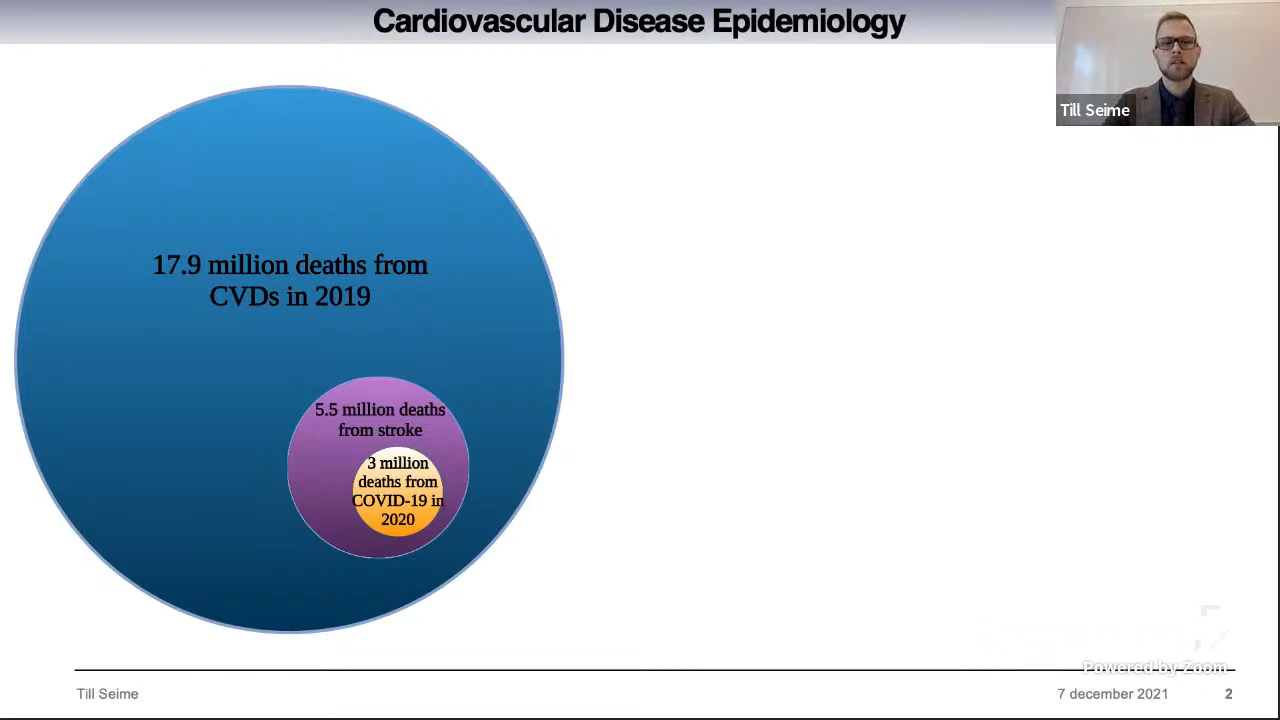 Cardiovascular Disease Epidemiology
Till Seime
17.9 million deaths from
CVDs in 2019
5.5 million deaths
from stroke
3 million
deaths from
COVID-19 in
2020
Powered by Zoom
Till Seime
7 december 2021
2